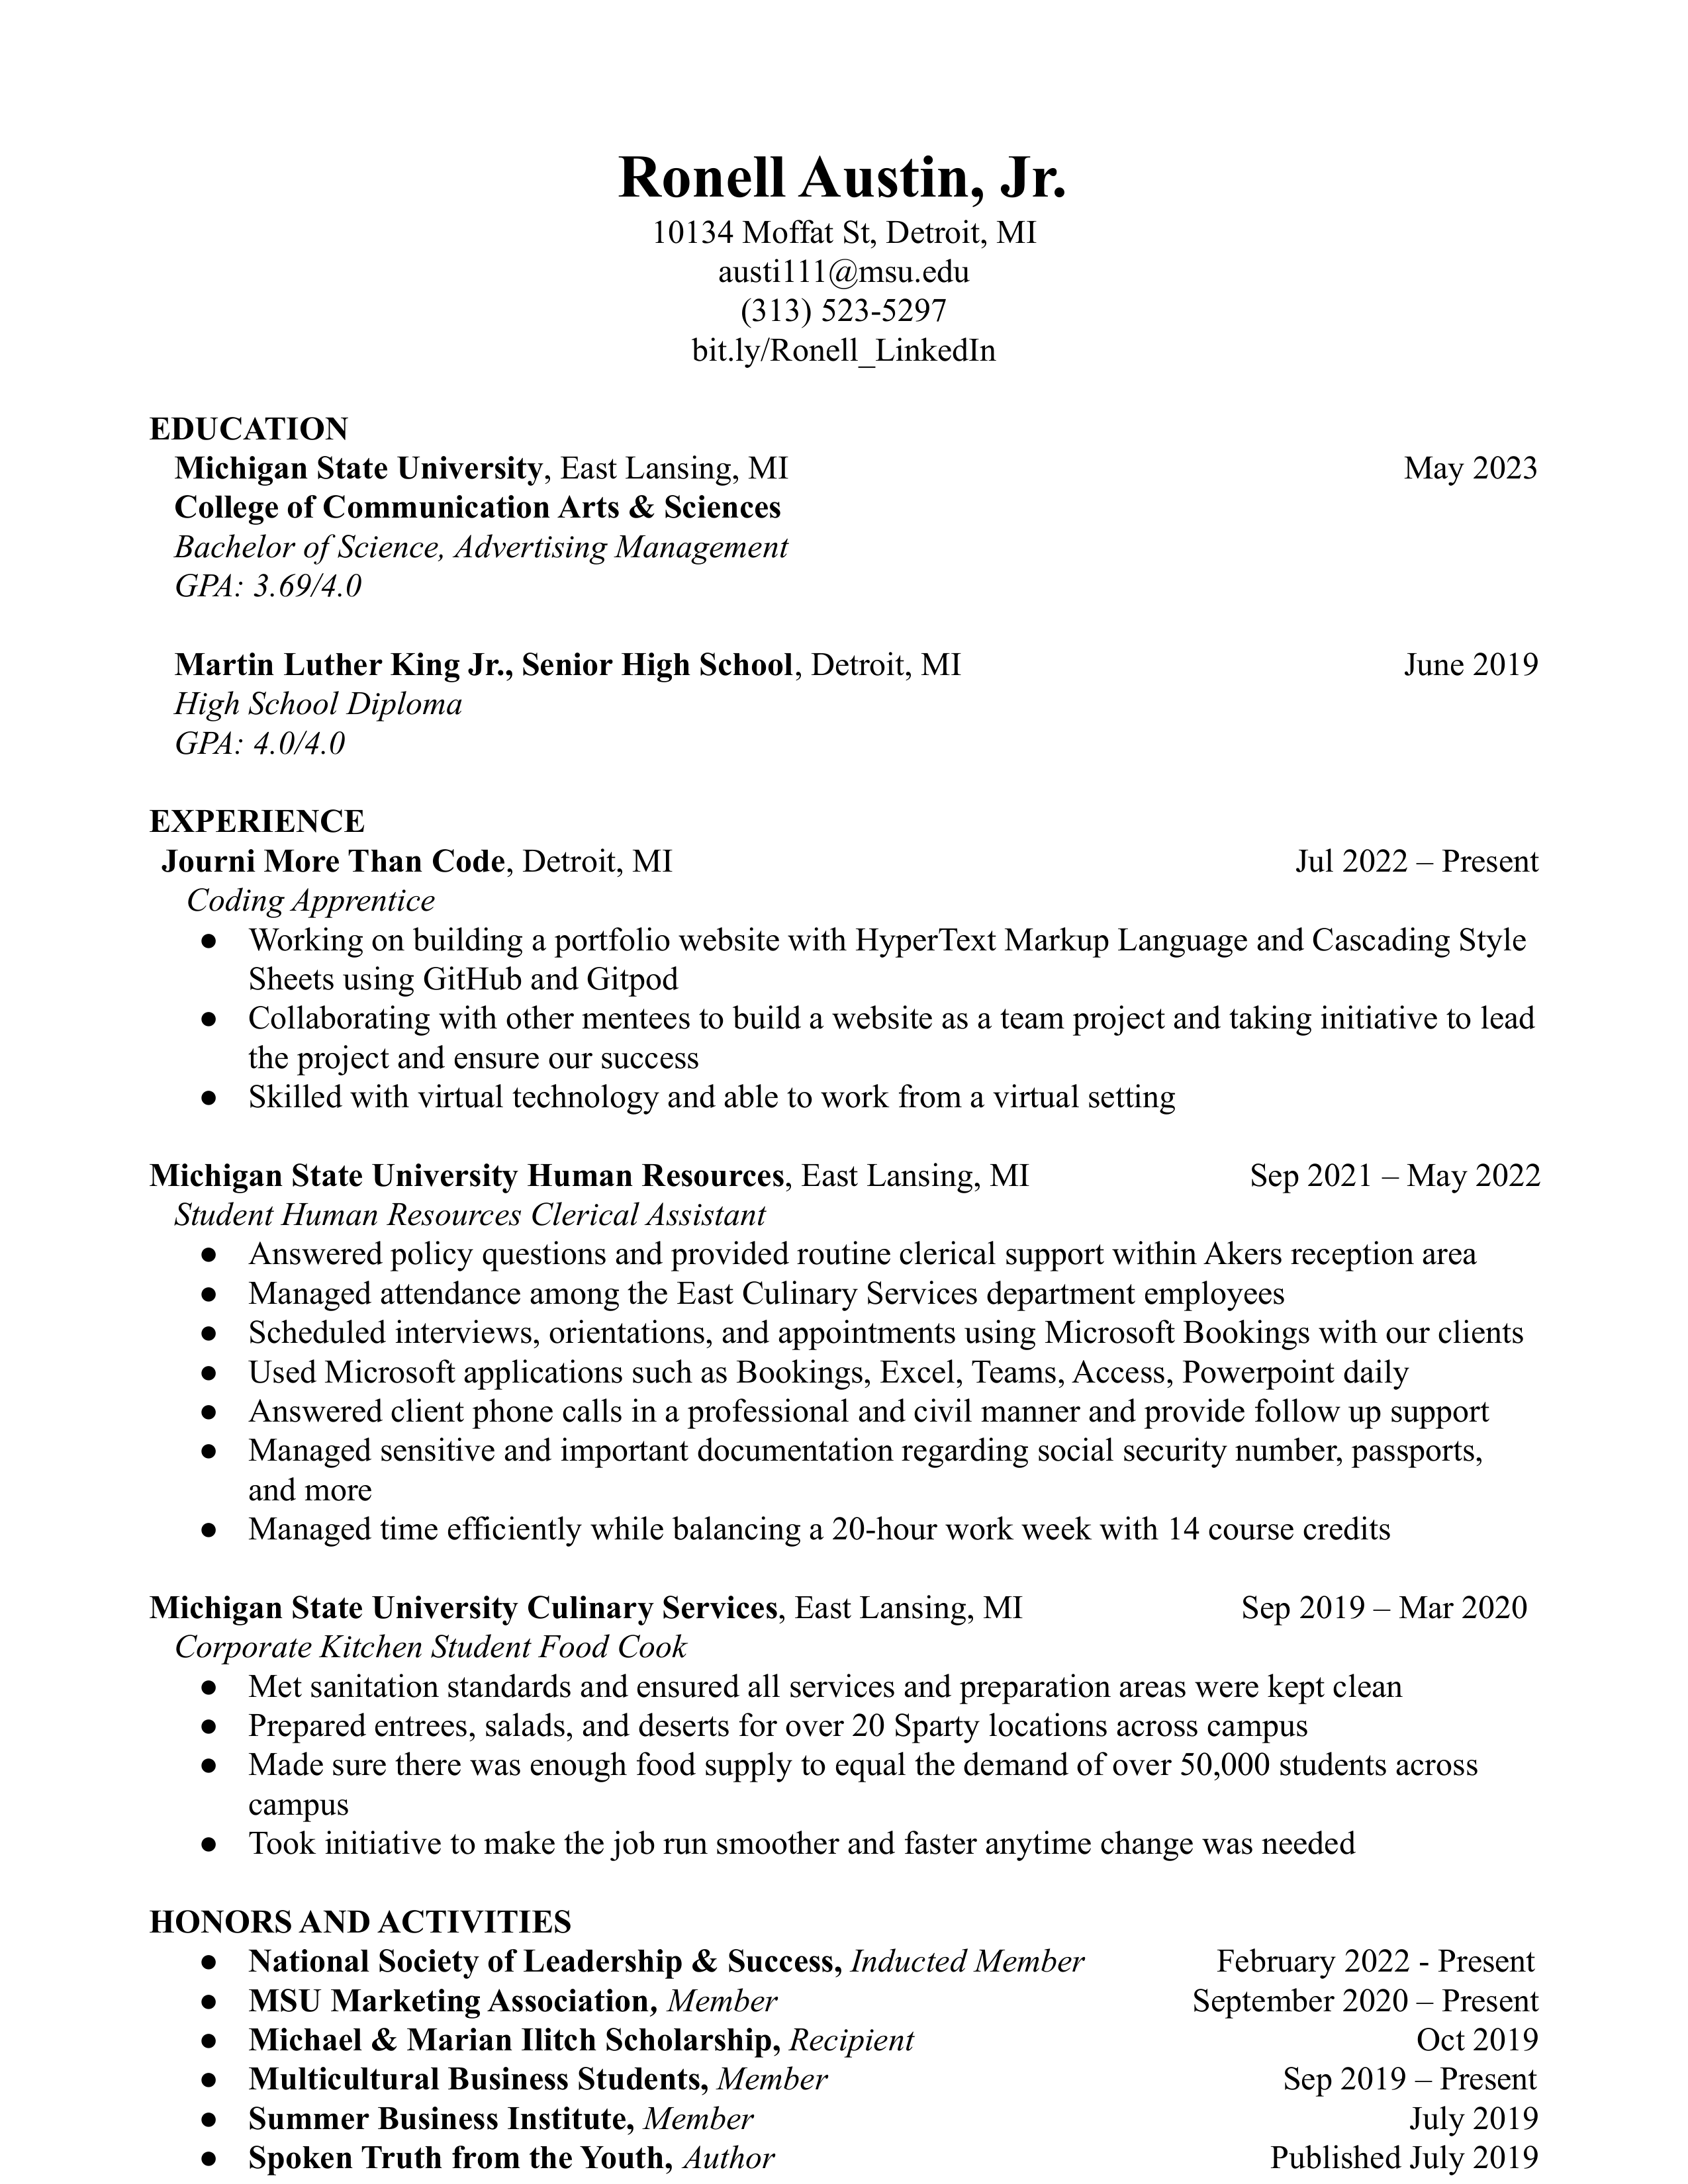 Ronell Austin, Jr.
10134 Moffat St, Detroit, MI
austi111@msu.edu
(313) 523-5297
bit.ly/Ronell_LinkedIn
EDUCATION
Michigan State University, East Lansing, MI May 2023
College of Communication Arts & Sciences
Bachelor of Science, Advertising Management
GPA: 3.69/4.0
Martin Luther King Jr., Senior High School, Detroit, MI June 2019
High School Diploma
GPA: 4.0/4.0
EXPERIENCE
Journi More Than Code, Detroit, MI Jul 2022 – Present
Coding Apprentice
● Working on building a portfolio website with HyperText Markup Language and Cascading Style
Sheets using GitHub and Gitpod
● Collaborating with other mentees to build a website as a team project and taking initiative to lead
the project and ensure our success
● Skilled with virtual technology and able to work from a virtual setting
Michigan State University Human Resources, East Lansing, MI Sep 2021 – May 2022
Student Human Resources Clerical Assistant
● Answered policy questions and provided routine clerical support within Akers reception area
● Managed attendance among the East Culinary Services department employees
● Scheduled interviews, orientations, and appointments using Microsoft Bookings with our clients
● Used Microsoft applications such as Bookings, Excel, Teams, Access, Powerpoint daily
● Answered client phone calls in a professional and civil manner and provide follow up support
● Managed sensitive and important documentation regarding social security number, passports,
and more
● Managed time efficiently while balancing a 20-hour work week with 14 course credits
Michigan State University Culinary Services, East Lansing, MI Sep 2019 – Mar 2020
Corporate Kitchen Student Food Cook
● Met sanitation standards and ensured all services and preparation areas were kept clean
● Prepared entrees, salads, and deserts for over 20 Sparty locations across campus
● Made sure there was enough food supply to equal the demand of over 50,000 students across
campus
● Took initiative to make the job run smoother and faster anytime change was needed
HONORS AND ACTIVITIES
● National Society of Leadership & Success, Inducted Member February 2022 - Present
● MSU Marketing Association, Member September 2020 – Present
● Michael & Marian Ilitch Scholarship, Recipient Oct 2019
● Multicultural Business Students, Member Sep 2019 – Present
● Summer Business Institute, Member July 2019
● Spoken Truth from the Youth, Author Published July 2019